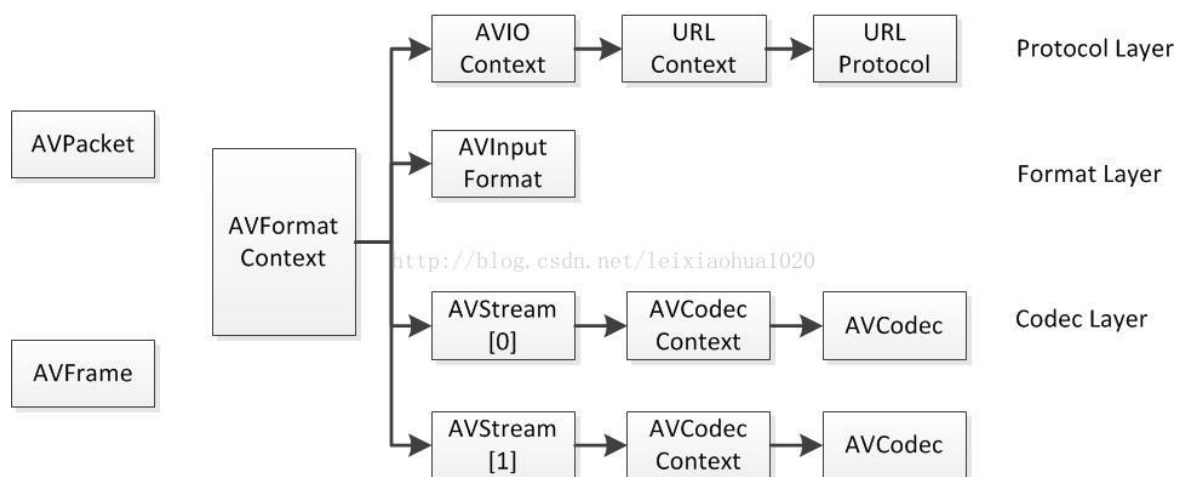 AVIO
Context
URL
Context
URL
Protocol
Protocol Layer
AVPacket
AVInput
Format
Format Layer
AVFormat
Context
http://blog.csdn.net/leixiaohua1020
AVStream
[0]
AVCodec
Context
AVCodec
Codec Layer
AVFrame
AVStream
[1]
AVCodec
Context
AVCodec